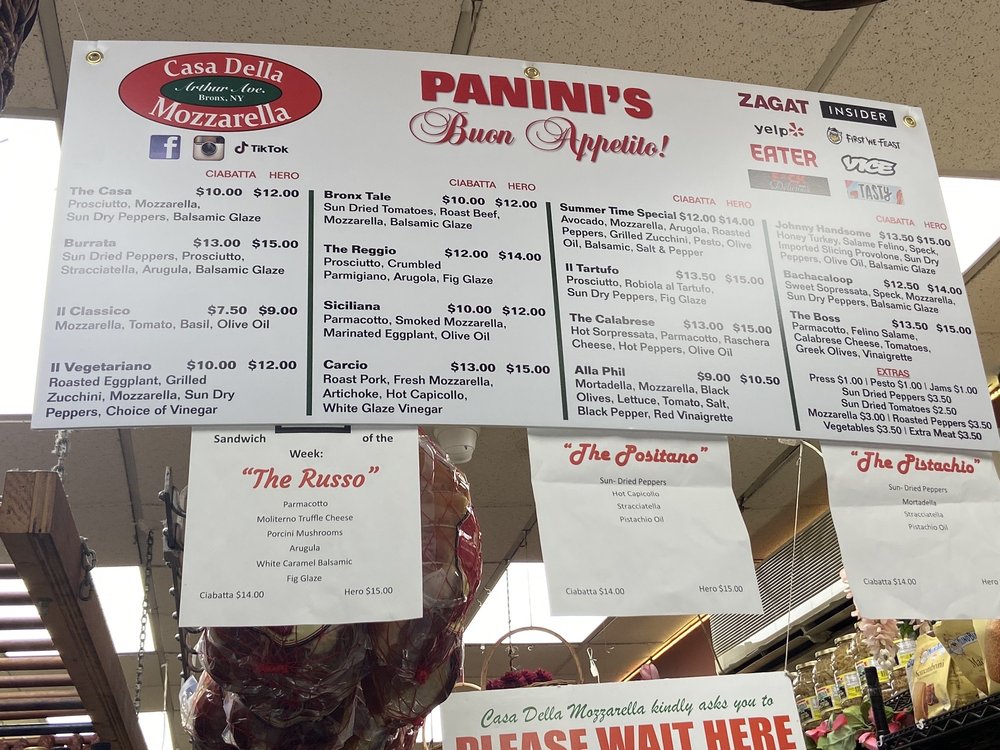 Casa Della
Arthur Ave.
Bronx, NY
Mozzarella
TikTok
PANINI'S
Buon Appetito!
ZAGAT
INSIDER
yelp
FIRST WE FEAST
EATER
VICE
Delicious
TASTY
CIABATTA HERO
The Casa $10.00 $12.00
Prosciutto, Mozzarella,
Sun Dry Peppers, Balsamic Glaze
Burrata $13.00 $15.00
Sun Dried Peppers, Prosciutto,
Stracciatella, Arugula, Balsamic Glaze
Il Classico $7.50 $9.00
Mozzarella, Tomato, Basil, Olive Oil
Il Vegetariano $10.00 $12.00
Roasted Eggplant, Grilled
Zucchini, Mozzarella, Sun Dry
Peppers, Choice of Vinegar
CIABATTA HERO
Bronx Tale $10.00 $12.00
Sun Dried Tomatoes, Roast Beef,
Mozzarella, Balsamic Glaze
The Reggio $12.00 $14.00
Prosciutto, Crumbled
Parmigiano, Arugola, Fig Glaze
Siciliana $10.00 $12.00
Parmacotto, Smoked Mozzarella,
Marinated Eggplant, Olive Oil
Carcio $13.00 $15.00
Roast Pork, Fresh Mozzarella,
Artichoke, Hot Capicollo,
White Glaze Vinegar
CIABATTA HERO
Summer Time Special $12.00 $14.00
Avocado, Mozzarella, Arugola, Roasted
Peppers, Grilled Zucchini, Pesto, Olive
Oil, Balsamic, Salt & Pepper
Il Tartufo $13.50 $15.00
Prosciutto, Robiola al Tartufo,
Sun Dry Peppers, Fig Glaze
The Calabrese $13.00 $15.00
Hot Sorpressata, Parmacotto, Raschera
Cheese, Hot Peppers, Olive Oil
Alla Phil $9.00 $10.50
Mortadella, Mozzarella, Black
Olives, Lettuce, Tomato, Salt,
Black Pepper, Red Vinaigrette
CIABATTA HERO
Johnny Handsome $13.50 $15.00
Honey Turkey, Salame Felino, Speck,
Imported Slicing Provolone, Sun Dry
Peppers, Olive Oil, Balsamic Glaze
Bachacaloop $12.50 $14.00
Sweet Sopressata, Speck, Mozzarella,
Sun Dry Peppers, Balsamic Glaze
The Boss $13.50 $15.00
Parmacotto, Felino Salame,
Calabrese Cheese, Tomatoes,
Greek Olives, Vinaigrette
EXTRAS
Press $1.00 | Pesto $1.00 | Jams $1.00
Sun Dried Peppers $3.50
Sun Dried Tomatoes $2.50
Mozzarella $3.00 | Roasted Peppers $3.50
Vegetables $3.50 | Extra Meat $3.50
Sandwich of the
Week:
"The Russo"
Parmacotto
Moliterno Truffle Cheese
Porcini Mushrooms
Arugula
White Caramel Balsamic
Fig Glaze
Ciabatta $14.00 Hero $15.00
"The Positano"
Sun- Dried Peppers
Hot Capicollo
Stracciatella
Pistachio Oil
Ciabatta $14.00 Hero $15.00
"The Pistachio"
Sun- Dried Peppers
Mortadella
Stracciatella
Pistachio Oil
Ciabatta $14.00 Hero
Casa Della Mozzarella kindly asks you to
PLEASE WAIT HERE